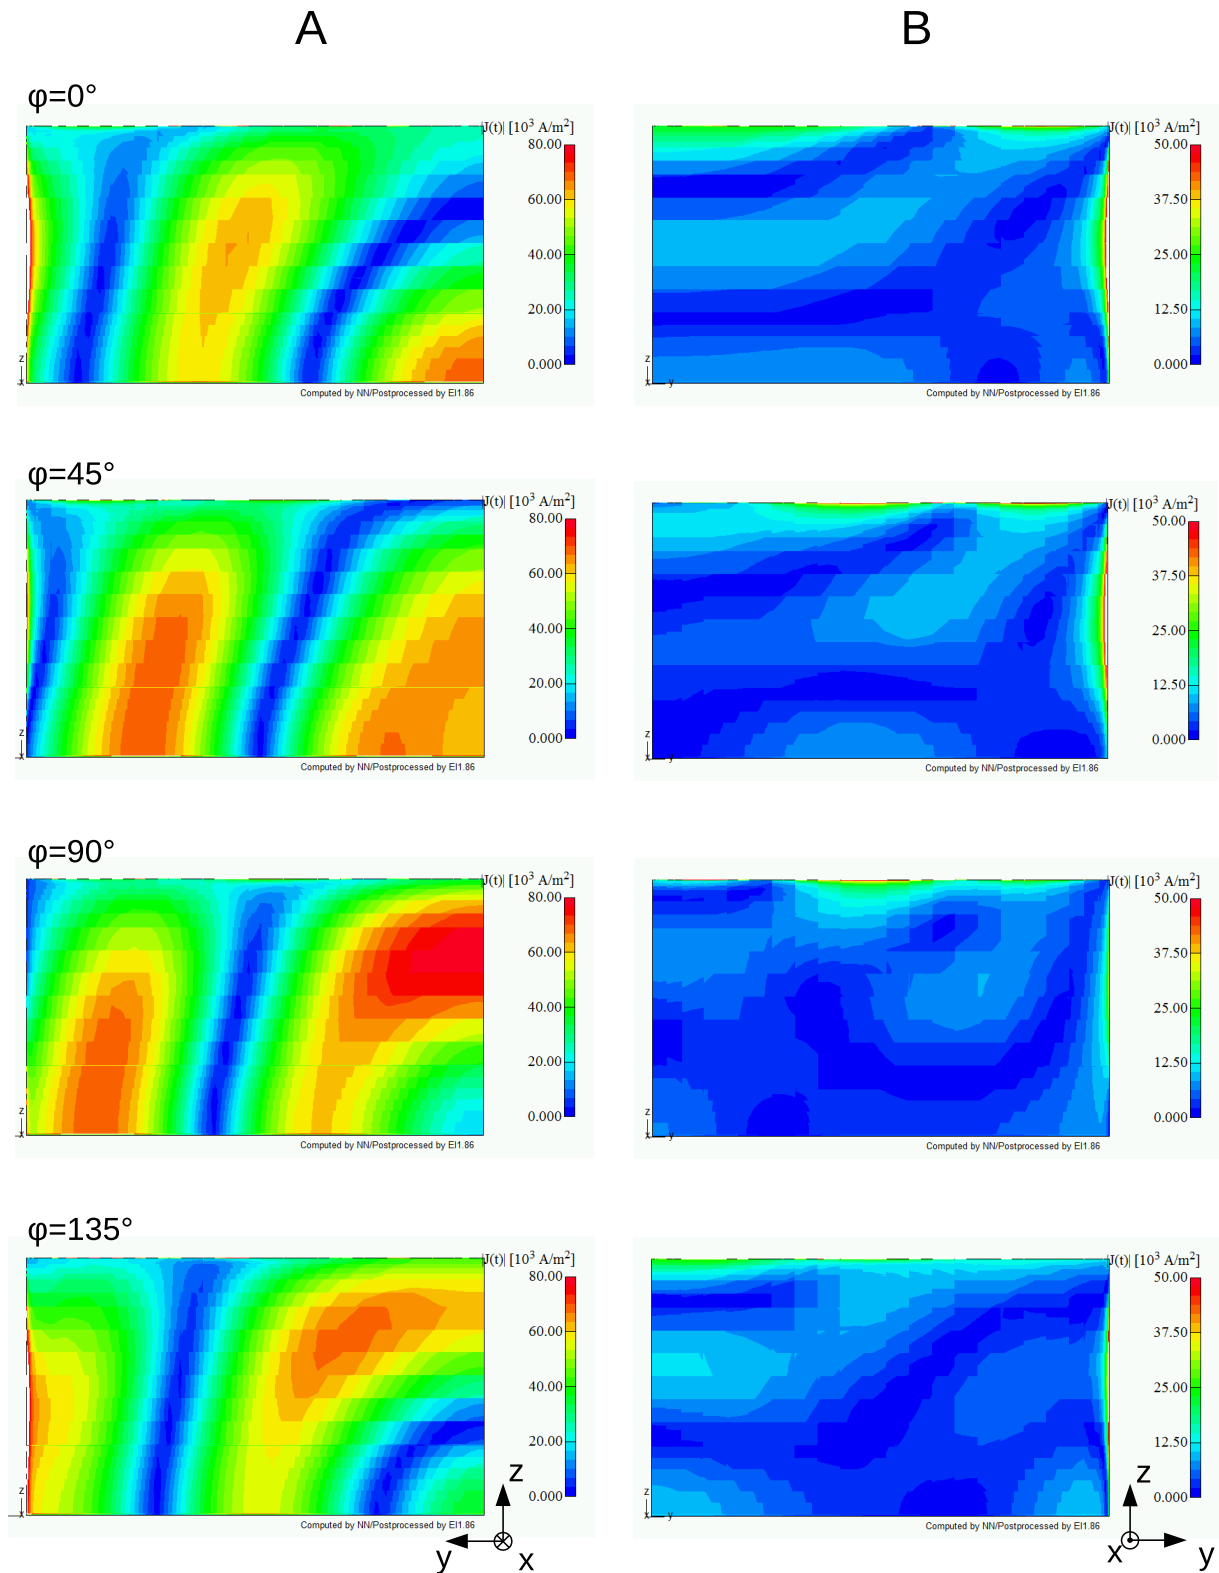 A B
φ=0°
|J(t)| [10³ A/m²] |J(t)| [10³ A/m²]
80.00 50.00
60.00 37.50
40.00 25.00
20.00 12.50
0.000 0.000
z z
x x y
Computed by NN/Postprocessed by EI1.86 Computed by NN/Postprocessed by EI1.86
φ=45°
|J(t)| [10³ A/m²] |J(t)| [10³ A/m²]
80.00 50.00
60.00 37.50
40.00 25.00
20.00 12.50
0.000 0.000
z z
x x y
Computed by NN/Postprocessed by EI1.86 Computed by NN/Postprocessed by EI1.86
φ=90°
|J(t)| [10³ A/m²] |J(t)| [10³ A/m²]
80.00 50.00
60.00 37.50
40.00 25.00
20.00 12.50
0.000 0.000
z z
x x y
Computed by NN/Postprocessed by EI1.86 Computed by NN/Postprocessed by EI1.86
φ=135°
|J(t)| [10³ A/m²] |J(t)| [10³ A/m²]
80.00 50.00
60.00 37.50
40.00 25.00
20.00 12.50
0.000 0.000
z z
x x y
Computed by NN/Postprocessed by EI1.86 Computed by NN/Postprocessed by EI1.86
z z
y x x y